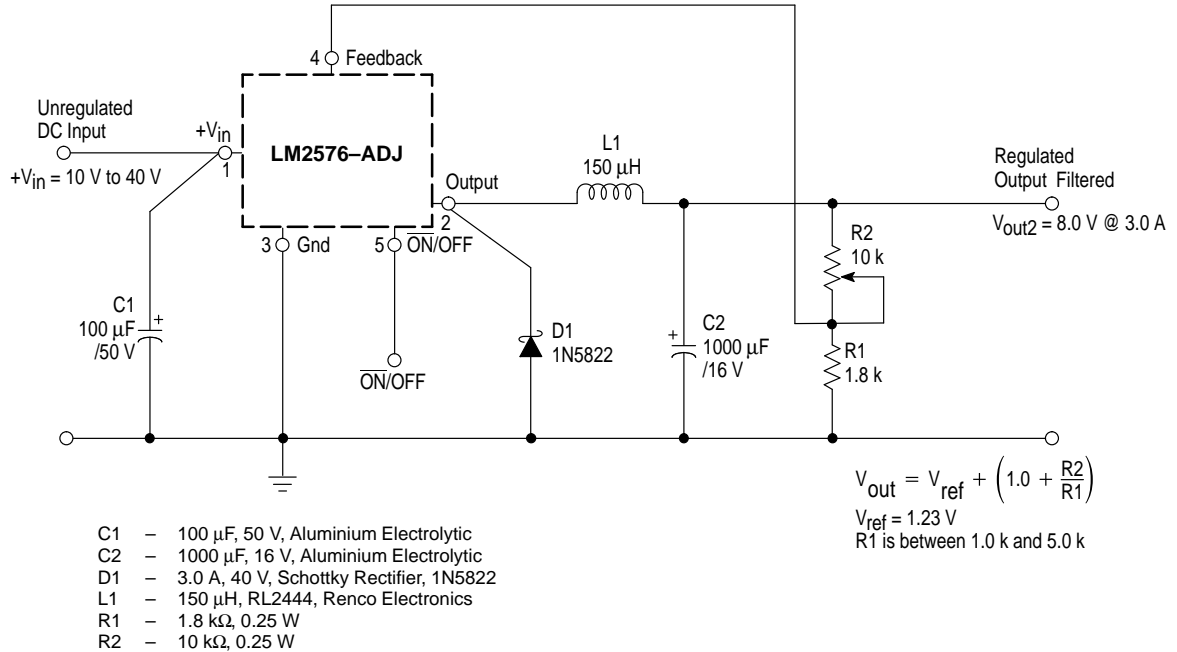 4 Feedback
Unregulated
DC Input
+Vin
1
LM2576–ADJ
+Vin = 10 V to 40 V
L1
150 µH
Output
2
Regulated
Output Filtered
Vout2 = 8.0 V @ 3.0 A
3 Gnd
5 ON/OFF
R2
10 k
C1
100 µF
/50 V
+
ON/OFF
D1
1N5822
+
C2
1000 µF
/16 V
R1
1.8 k
Vout = Vref + (1.0 + R2/R1)
Vref = 1.23 V
R1 is between 1.0 k and 5.0 k
C1 – 100 µF, 50 V, Aluminium Electrolytic
C2 – 1000 µF, 16 V, Aluminium Electrolytic
D1 – 3.0 A, 40 V, Schottky Rectifier, 1N5822
L1 – 150 µH, RL2444, Renco Electronics
R1 – 1.8 kΩ, 0.25 W
R2 – 10 kΩ, 0.25 W